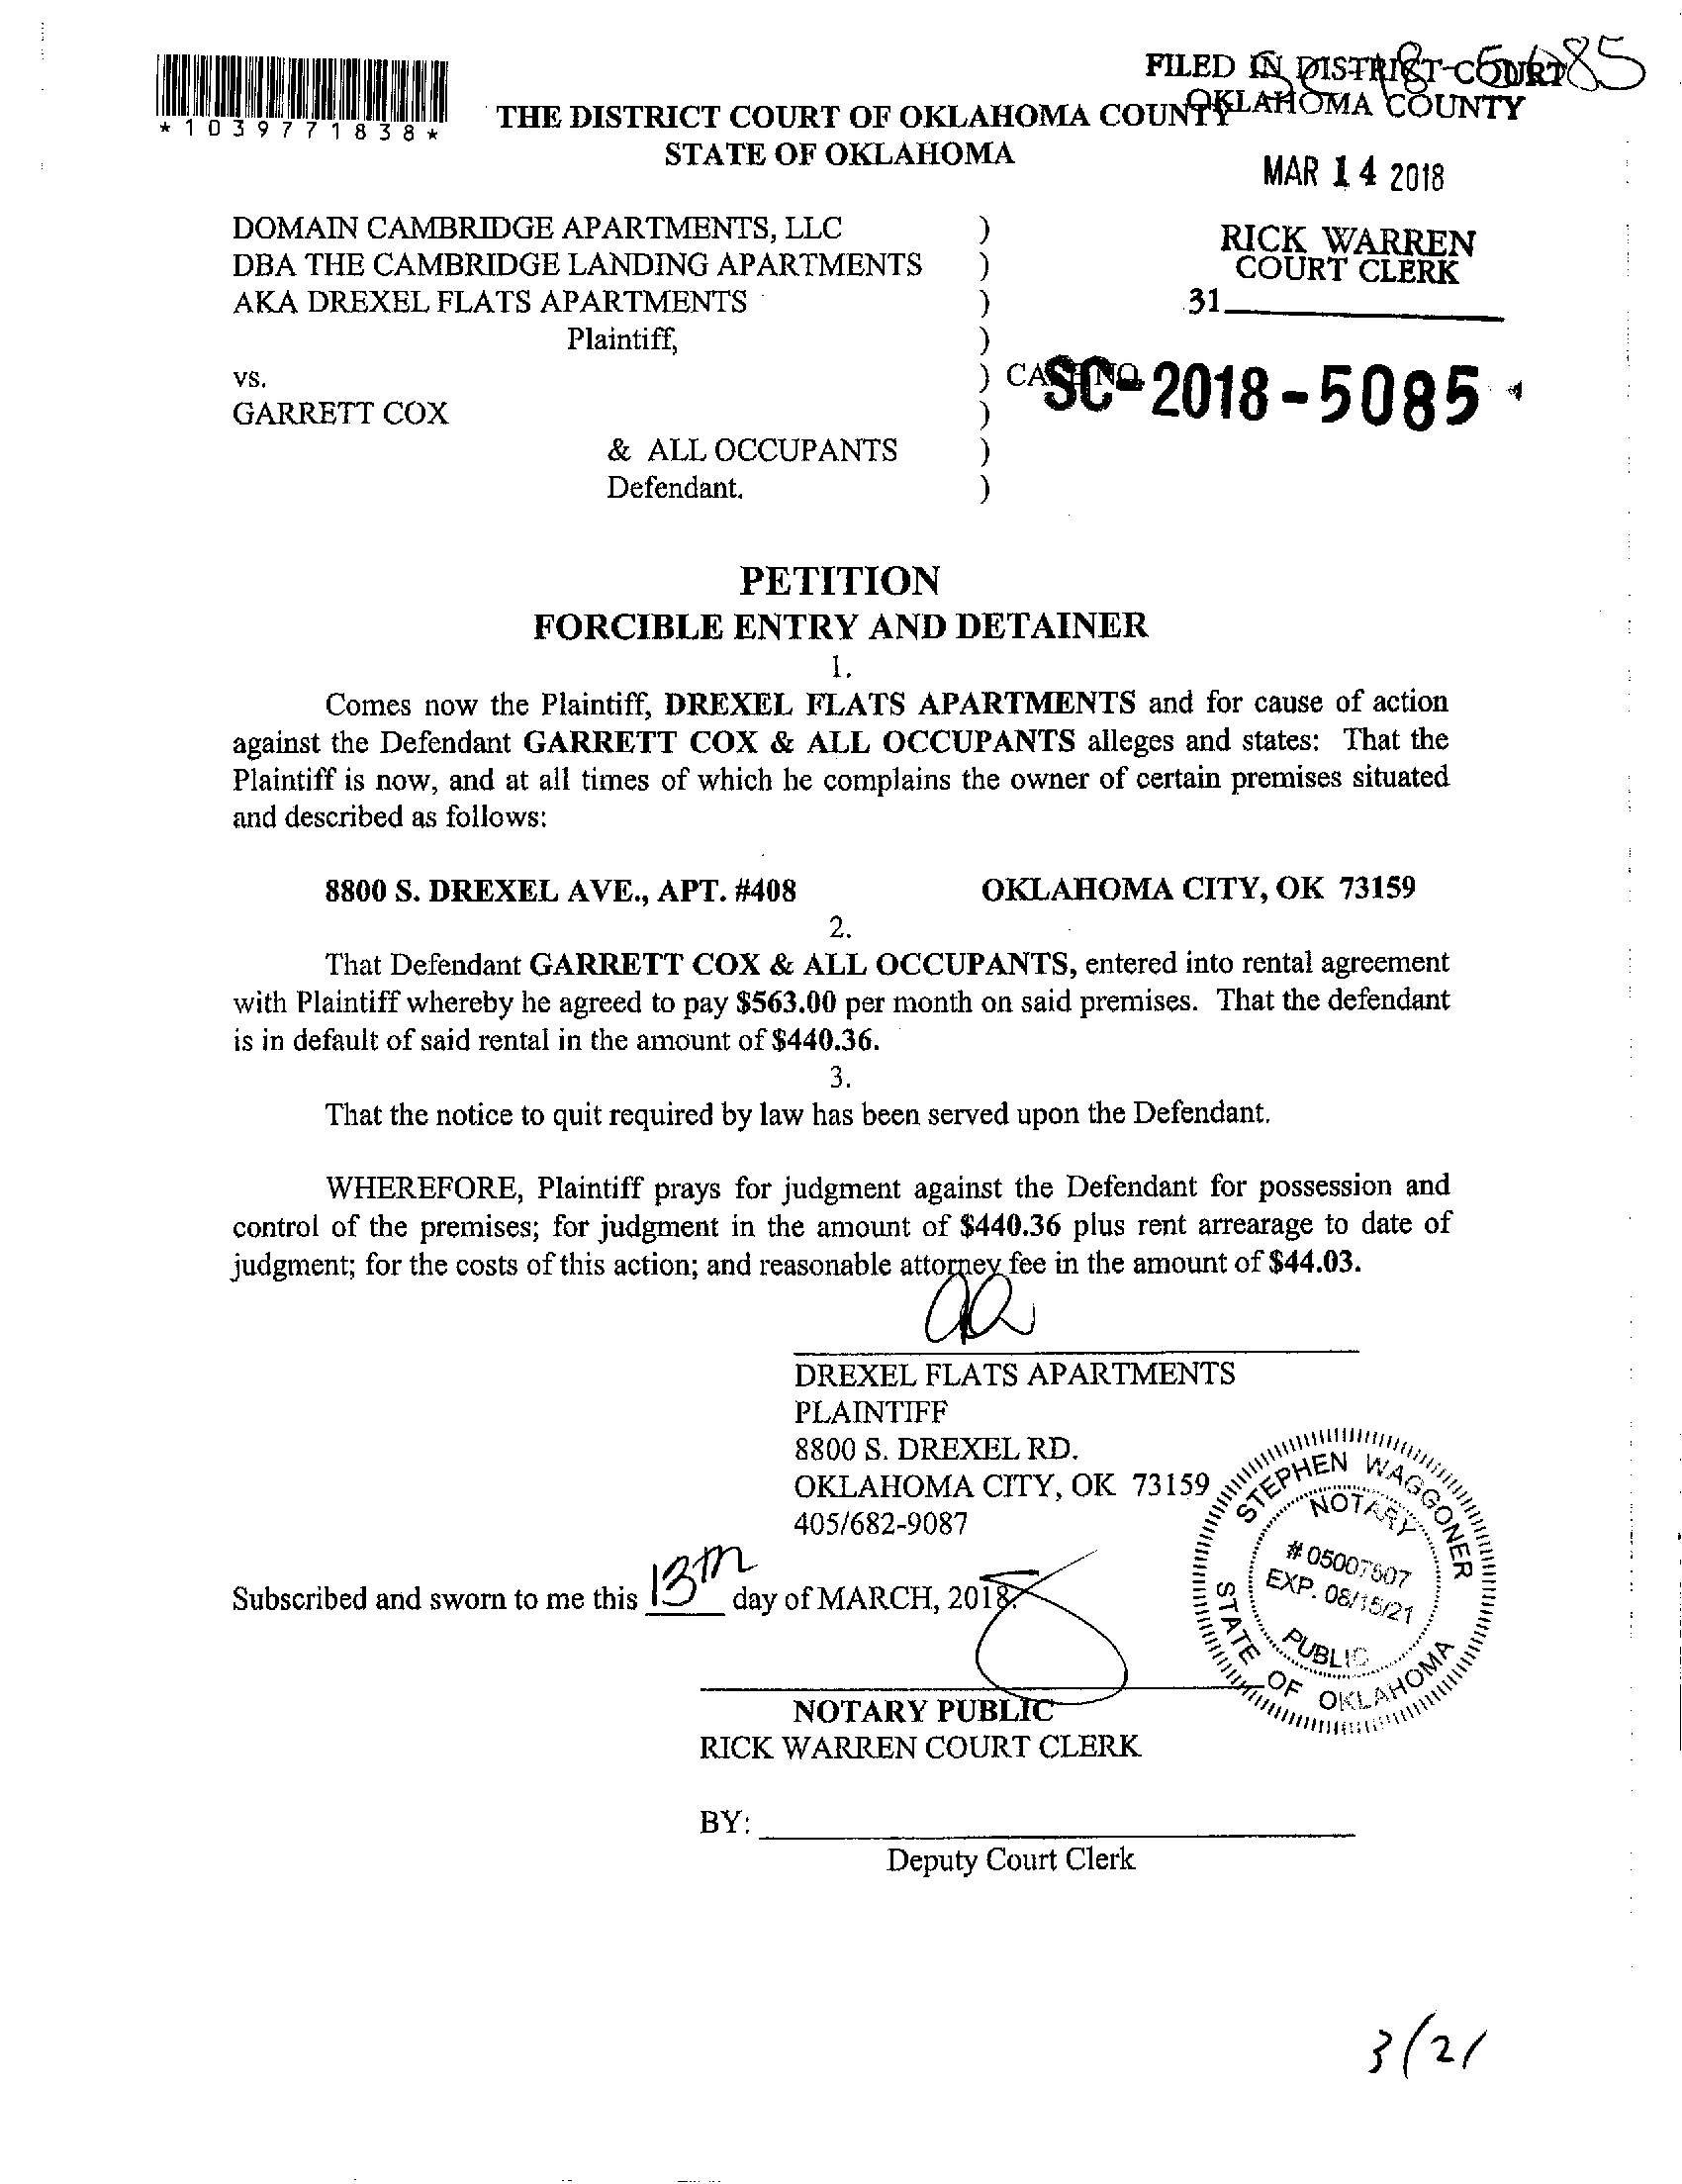 FILED IN DISTRICT COURT
OKLAHOMA COUNTY
*1039771838*
THE DISTRICT COURT OF OKLAHOMA COUNTY
STATE OF OKLAHOMA
MAR 14 2018
DOMAIN CAMBRIDGE APARTMENTS, LLC )
DBA THE CAMBRIDGE LANDING APARTMENTS )
AKA DREXEL FLATS APARTMENTS )
Plaintiff, )
vs. )
GARRETT COX )
& ALL OCCUPANTS )
Defendant. )
RICK WARREN
COURT CLERK
31
CASE NO.
SC-2018-5085
PETITION
FORCIBLE ENTRY AND DETAINER
1.
Comes now the Plaintiff, DREXEL FLATS APARTMENTS and for cause of action
against the Defendant GARRETT COX & ALL OCCUPANTS alleges and states: That the
Plaintiff is now, and at all times of which he complains the owner of certain premises situated
and described as follows:
8800 S. DREXEL AVE., APT. #408 OKLAHOMA CITY, OK 73159
2.
That Defendant GARRETT COX & ALL OCCUPANTS, entered into rental agreement
with Plaintiff whereby he agreed to pay $563.00 per month on said premises. That the defendant
is in default of said rental in the amount of $440.36.
3.
That the notice to quit required by law has been served upon the Defendant.
WHEREFORE, Plaintiff prays for judgment against the Defendant for possession and
control of the premises; for judgment in the amount of $440.36 plus rent arrearage to date of
judgment; for the costs of this action; and reasonable attorney fee in the amount of $44.03.
DREXEL FLATS APARTMENTS
PLAINTIFF
8800 S. DREXEL RD.
OKLAHOMA CITY, OK 73159
405/682-9087
Subscribed and sworn to me this 13th day of MARCH, 2018.
STEPHEN WAGGONER
NOTARY
# 05007507
EXP. 08/15/21
PUBLIC
STATE OF OKLAHOMA
NOTARY PUBLIC
RICK WARREN COURT CLERK
BY:
Deputy Court Clerk
3/21